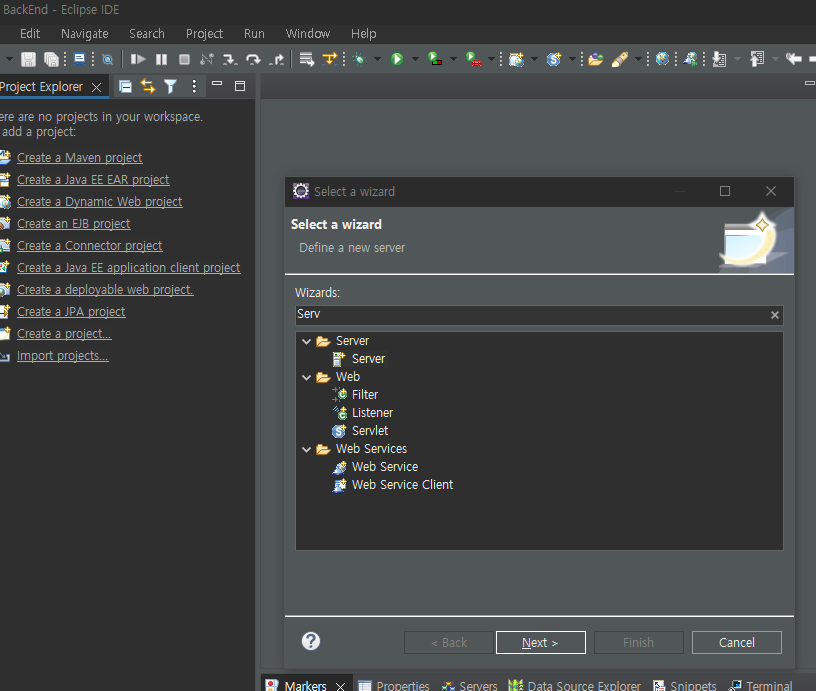 BackEnd - Eclipse IDE
Edit Navigate Search Project Run Window Help
Project Explorer
ere are no projects in your workspace.
add a project:
Create a Maven project
Create a Java EE EAR project
Create a Dynamic Web project
Create an EJB project
Create a Connector project
Create a Java EE application client project
Create a deployable web project.
Create a JPA project
Create a project...
Import projects...
Select a wizard
Select a wizard
Define a new server
Wizards:
Serv
Server
Server
Web
Filter
Listener
Servlet
Web Services
Web Service
Web Service Client
< Back Next > Finish Cancel
Markers Properties Servers Data Source Explorer Snippets Terminal